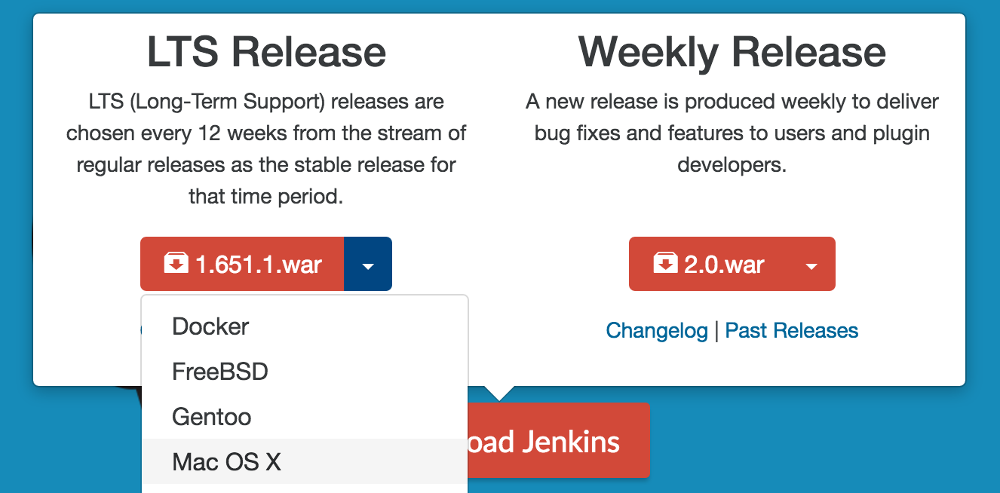 LTS Release
LTS (Long-Term Support) releases are
chosen every 12 weeks from the stream of
regular releases as the stable release for
that time period.
1.651.1.war
Docker
FreeBSD
Gentoo
Mac OS X
Weekly Release
A new release is produced weekly to deliver
bug fixes and features to users and plugin
developers.
2.0.war
Changelog | Past Releases
oad Jenkins